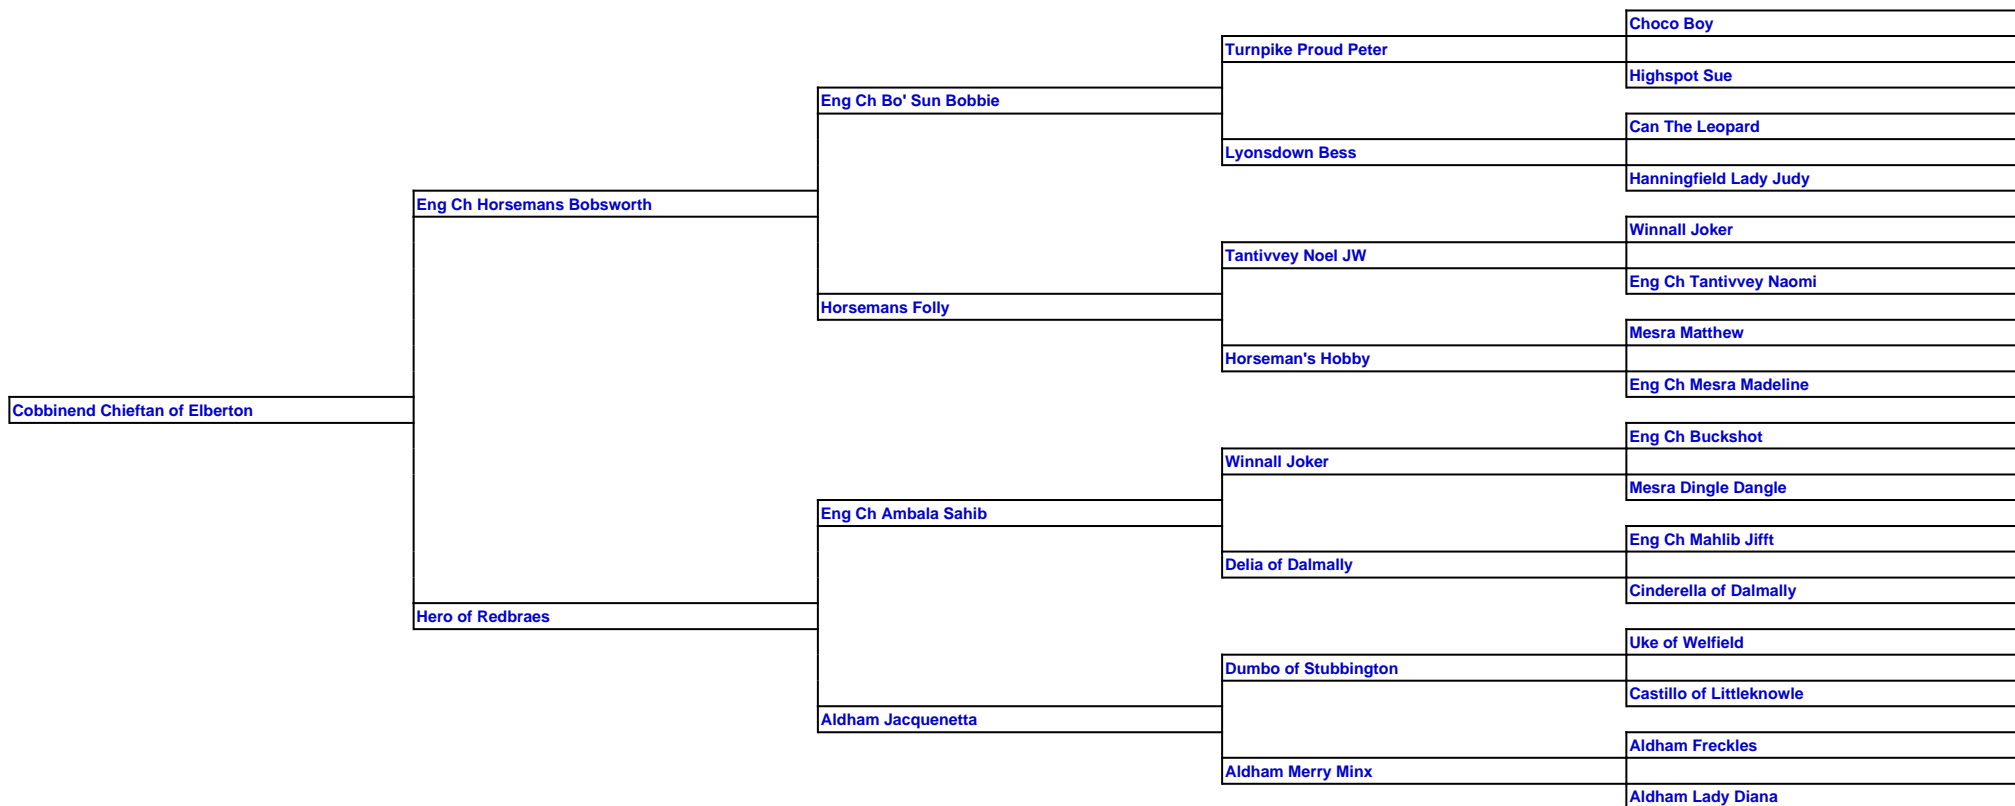 Choco Boy
Turnpike Proud Peter
Highspot Sue
Eng Ch Bo' Sun Bobbie
Can The Leopard
Lyonsdown Bess
Hanningfield Lady Judy
Eng Ch Horsemans Bobsworth
Winnall Joker
Tantivvey Noel JW
Eng Ch Tantivvey Naomi
Horsemans Folly
Mesra Matthew
Horseman's Hobby
Eng Ch Mesra Madeline
Cobbinend Chieftan of Elberton
Eng Ch Buckshot
Winnall Joker
Mesra Dingle Dangle
Eng Ch Ambala Sahib
Eng Ch Mahlib Jifft
Delia of Dalmally
Cinderella of Dalmally
Hero of Redbraes
Uke of Welfield
Dumbo of Stubbington
Castillo of Littleknowle
Aldham Jacquenetta
Aldham Freckles
Aldham Merry Minx
Aldham Lady Diana